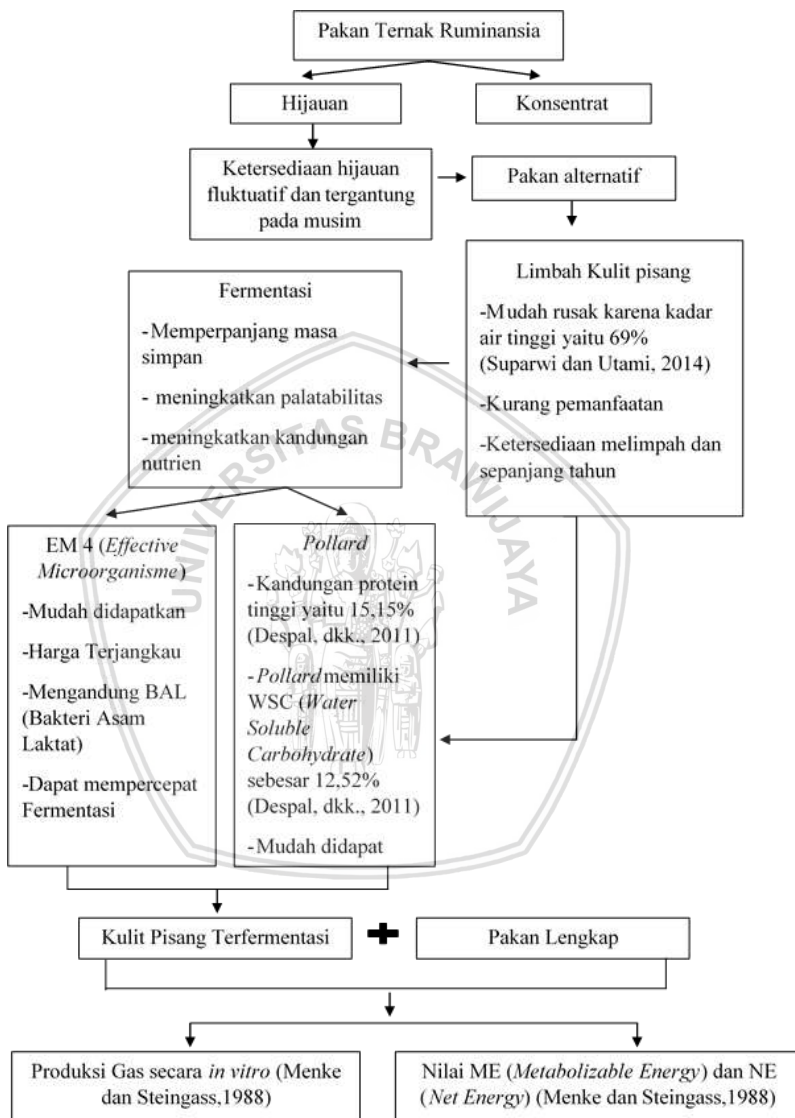 Pakan Ternak Ruminansia
Hijauan
Konsentrat
Ketersediaan hijauan
fluktuatif dan tergantung
pada musim
Pakan alternatif
Limbah Kulit pisang
-Mudah rusak karena kadar
air tinggi yaitu 69%
(Suparwi dan Utami, 2014)
-Kurang pemanfaatan
-Ketersediaan melimpah dan
sepanjang tahun
Fermentasi
-Memperpanjang masa
simpan
- meningkatkan palatabilitas
-meningkatkan kandungan
nutrien
EM 4 (Effective
Microorganisme)
-Mudah didapatkan
-Harga Terjangkau
-Mengandung BAL
(Bakteri Asam
Laktat)
-Dapat mempercepat
Fermentasi
Pollard
-Kandungan protein
tinggi yaitu 15,15%
(Despal, dkk., 2011)
-Pollard memiliki
WSC (Water
Soluble
Carbohydrate)
sebesar 12,52%
(Despal, dkk., 2011)
-Mudah didapat
Kulit Pisang Terfermentasi
+
Pakan Lengkap
Produksi Gas secara in vitro (Menke
dan Steingass,1988)
Nilai ME (Metabolizable Energy) dan NE
(Net Energy) (Menke dan Steingass,1988)
UNIVERSITAS BRAWIJAYA